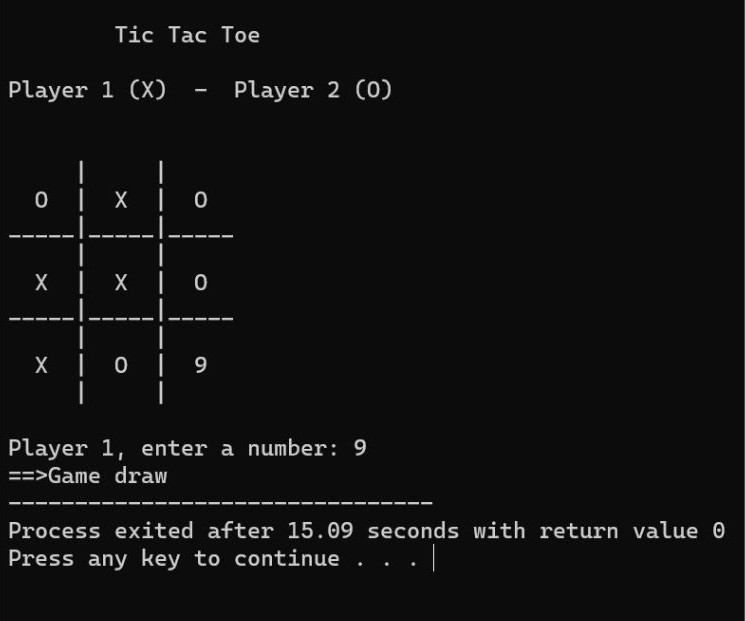 Tic Tac Toe
Player 1 (X)  -  Player 2 (O)
     |     |
  O  |  X  |  O
_____|_____|_____
     |     |
  X  |  X  |  O
_____|_____|_____
     |     |
  X  |  O  |  9
     |     |
Player 1, enter a number: 9
==>Game draw
--------------------------------
Process exited after 15.09 seconds with return value 0
Press any key to continue . . .